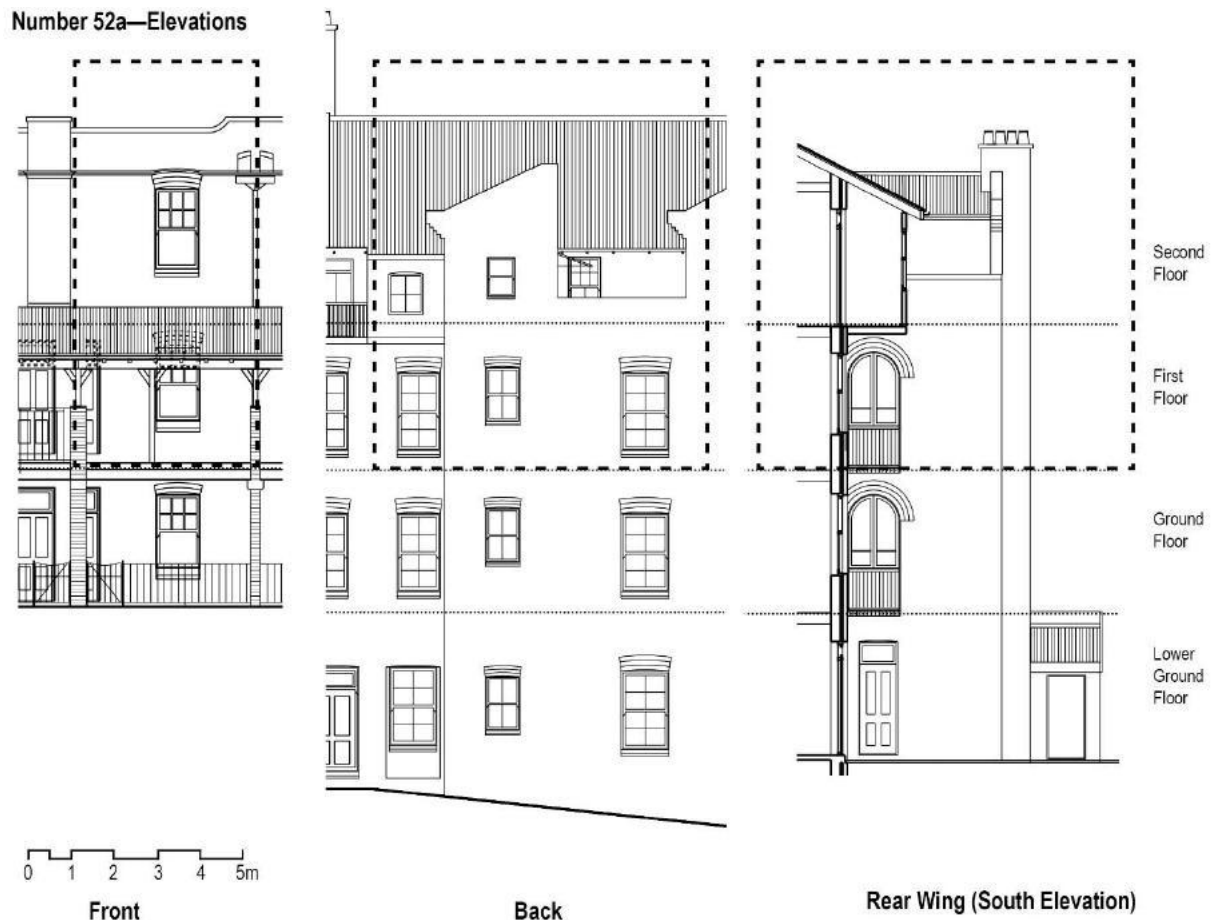 Number 52a—Elevations
Second
Floor
First
Floor
Ground
Floor
Lower
Ground
Floor
0 1 2 3 4 5m
Front
Back
Rear Wing (South Elevation)